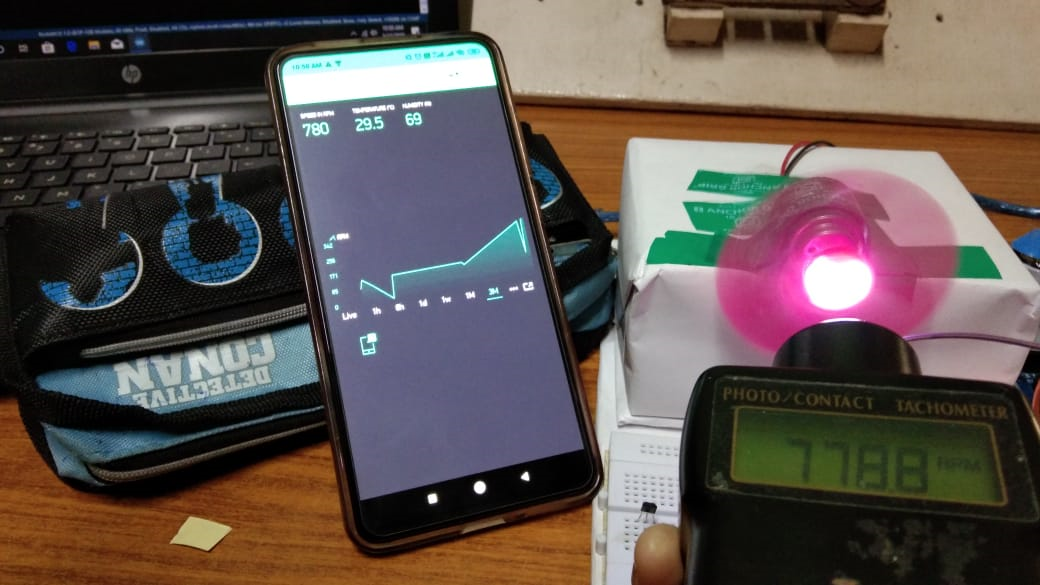 hp
10:50 AM
SPEED IN RPM
TEMPERATURE (°C)
HUMIDITY (%)
780
29.5
69
RPM
342
256
171
85
0
Live
1h
6h
1d
1w
1M
3M
DETECTIVE
CONAN
PHOTO/CONTACT TACHOMETER
778.8 RPM